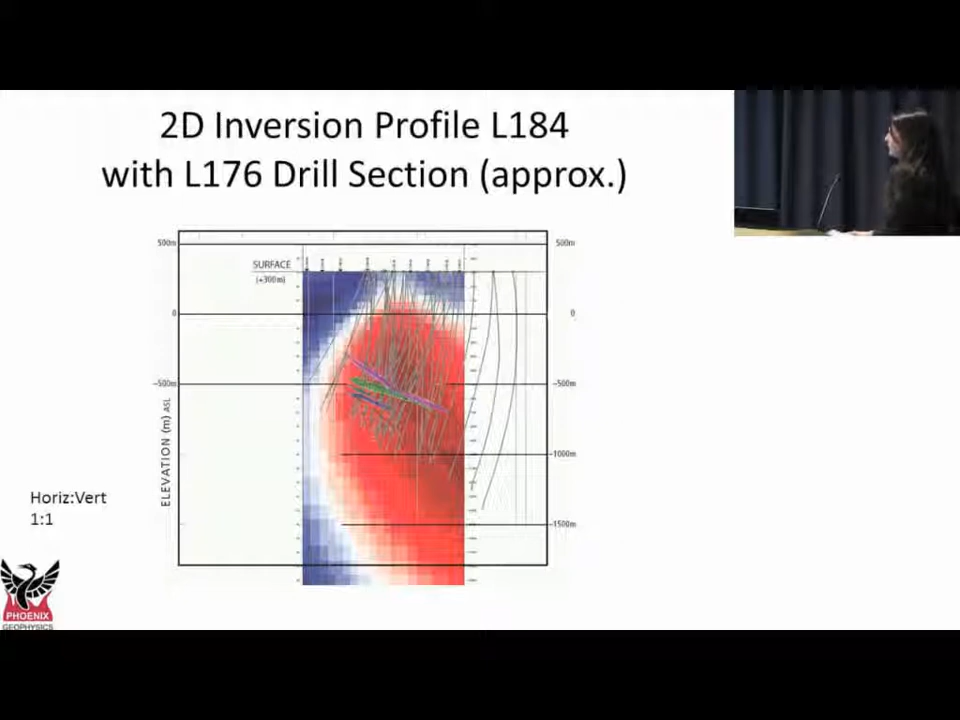 2D Inversion Profile L184
with L176 Drill Section (approx.)
500m
500m
SURFACE
(+300m)
0
0
-500m
-500m
ELEVATION (m) ASL
-1000m
-1500m
Horiz:Vert
1:1
PHOENIX
GEOPHYSICS